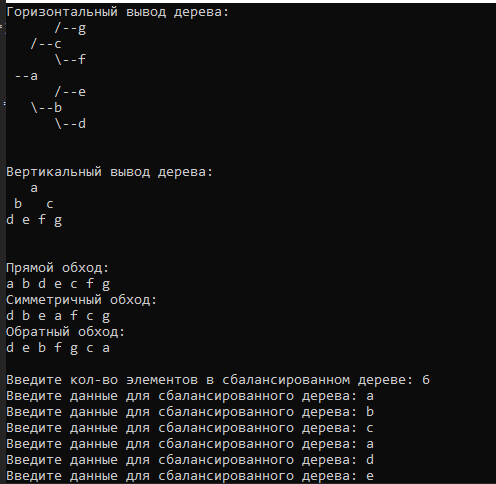 Горизонтальный вывод дерева:
      /--g
   /--c
      \--f
 --a
      /--e
   \--b
      \--d
Вертикальный вывод дерева:
   a
 b   c
d e f g
Прямой обход:
a b d e c f g
Симметричный обход:
d b e a f c g
Обратный обход:
d e b f g c a
Введите кол-во элементов в сбалансированном дереве: 6
Введите данные для сбалансированного дерева: a
Введите данные для сбалансированного дерева: b
Введите данные для сбалансированного дерева: c
Введите данные для сбалансированного дерева: a
Введите данные для сбалансированного дерева: d
Введите данные для сбалансированного дерева: e